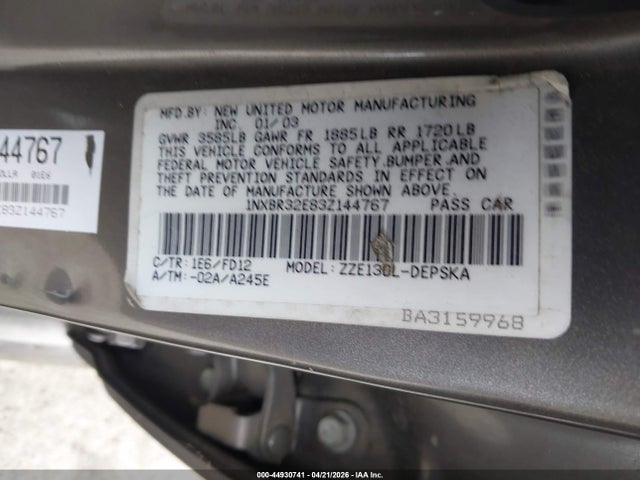 MFD.BY: NEW UNITED MOTOR MANUFACTURING
INC. 01/03
GVWR 3585LB GAWR FR 1885LB RR 1720LB
THIS VEHICLE CONFORMS TO ALL APPLICABLE
FEDERAL MOTOR VEHICLE SAFETY,BUMPER,AND
THEFT PREVENTION STANDARDS IN EFFECT ON
THE DATE OF MANUFACTURE SHOWN ABOVE.
1NXBR32E83Z144767 PASS CAR
C/TR: 1E6/FD12 MODEL: ZZE130L-DEPSKA
A/TM: -02A/A245E
BA3159968
44767
01E6
E83Z144767
000-44930741 - 04/21/2026 - IAA Inc.